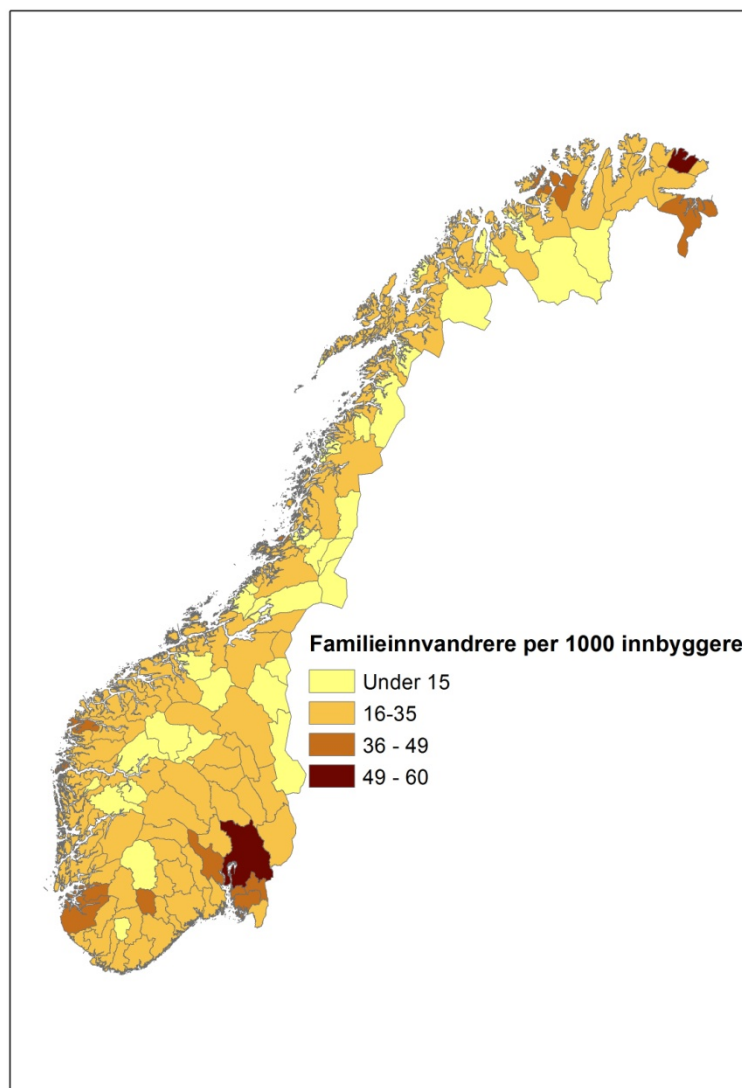 Familieinnvandrere per 1000 innbyggere
Under 15
16-35
36 - 49
49 - 60